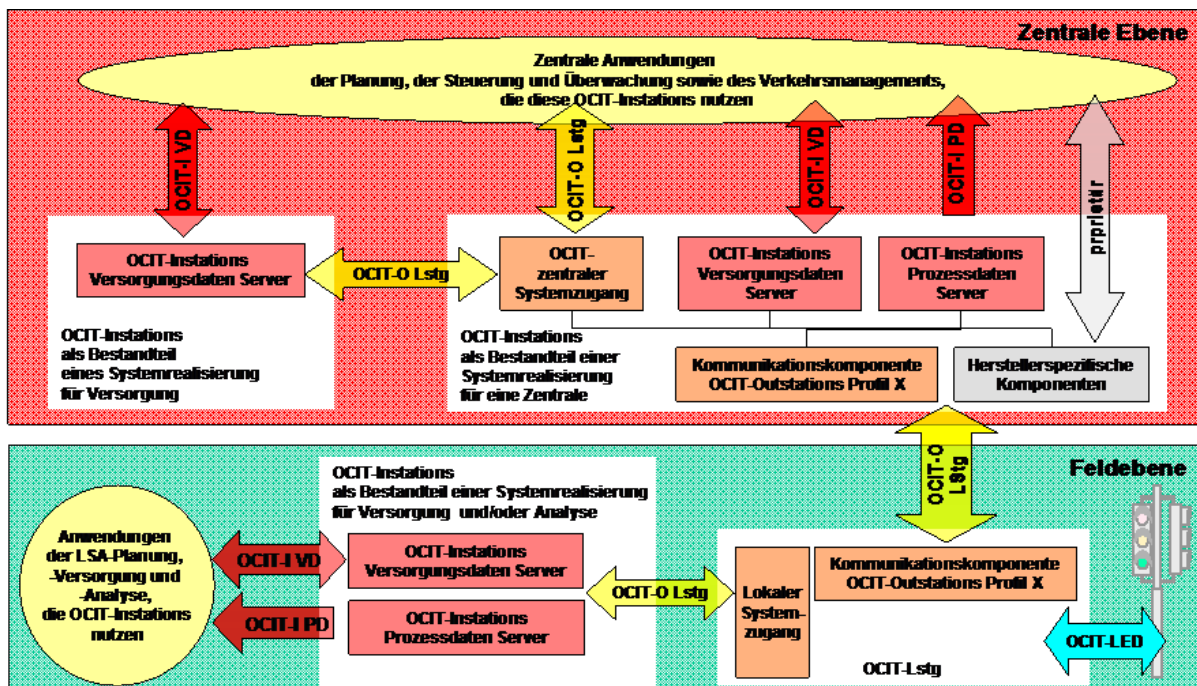 Zentrale Ebene
Zentrale Anwendungen
der Planung, der Steuerung und Überwachung sowie des Verkehrsmanagements,
die diese OCIT-Instations nutzen
OCIT-I VD
OCIT-O Lstg
OCIT-I VD
OCIT-I PD
prprietär
OCIT-Instations
Versorgungsdaten Server
OCIT-O Lstg
OCIT-
zentraler
Systemzugang
OCIT-Instations
Versorgungsdaten
Server
OCIT-Instations
Prozessdaten
Server
OCIT-Instations
als Bestandteil
eines Systemrealisierung
für Versorgung
OCIT-Instations
als Bestandteil einer
Systemrealisierung
für eine Zentrale
Kommunikationskomponente
OCIT-Outstations Profil X
Herstellerspezifische
Komponenten
OCIT-O
LStg
Feldebene
OCIT-Instations
als Bestandteil einer Systemrealisierung
für Versorgung und/oder Analyse
Anwendungen
der LSA-Planung,
-Versorgung und
-Analyse,
die OCIT-Instations
nutzen
OCIT-I VD
OCIT-I PD
OCIT-Instations
Versorgungsdaten Server
OCIT-Instations
Prozessdaten Server
OCIT-O Lstg
Lokaler
System-
zugang
Kommunikationskomponente
OCIT-Outstations Profil X
OCIT-LED
OCIT-Lstg